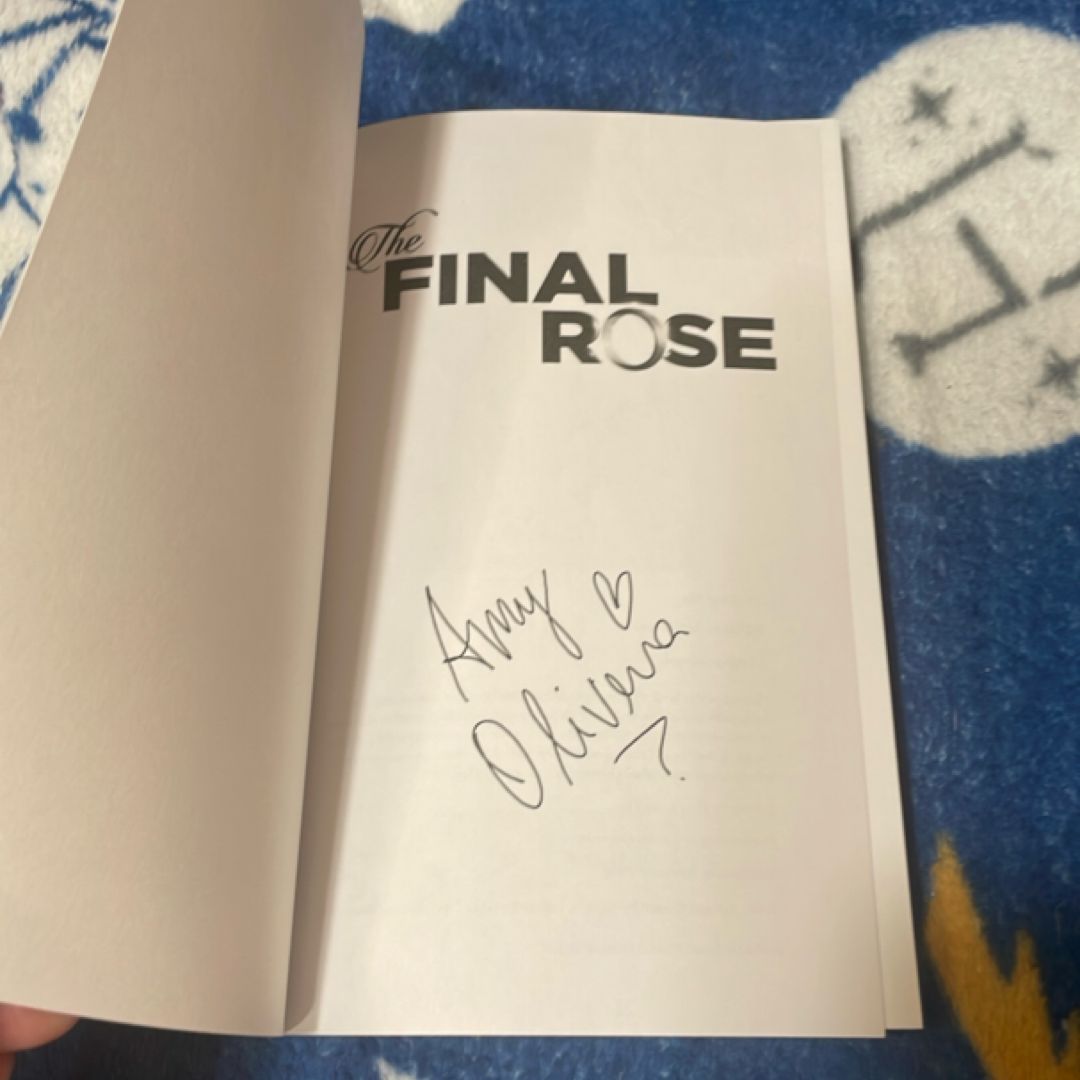 The
FINAL
ROSE
Amy ♡
Olivera